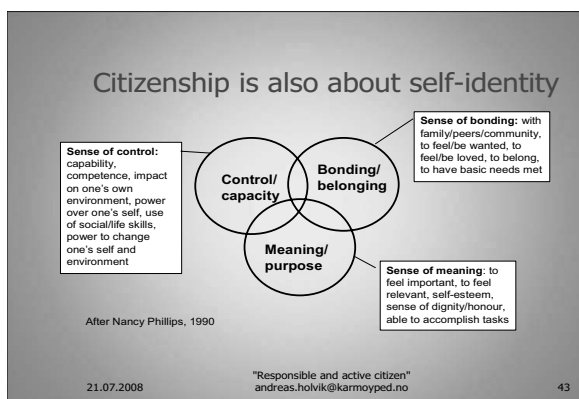 Citizenship is also about self-identity
Sense of control:
capability,
competence, impact
on one's own
environment, power
over one's self, use
of social/life skills,
power to change
one's self and
environment
Control/
capacity
Bonding/
belonging
Meaning/
purpose
Sense of bonding: with
family/peers/community,
to feel/be wanted, to
feel/be loved, to belong,
to have basic needs met
Sense of meaning: to
feel important, to feel
relevant, self-esteem,
sense of dignity/honour,
able to accomplish tasks
After Nancy Phillips, 1990
21.07.2008
"Responsible and active citizen"
andreas.holvik@karmoyped.no
43